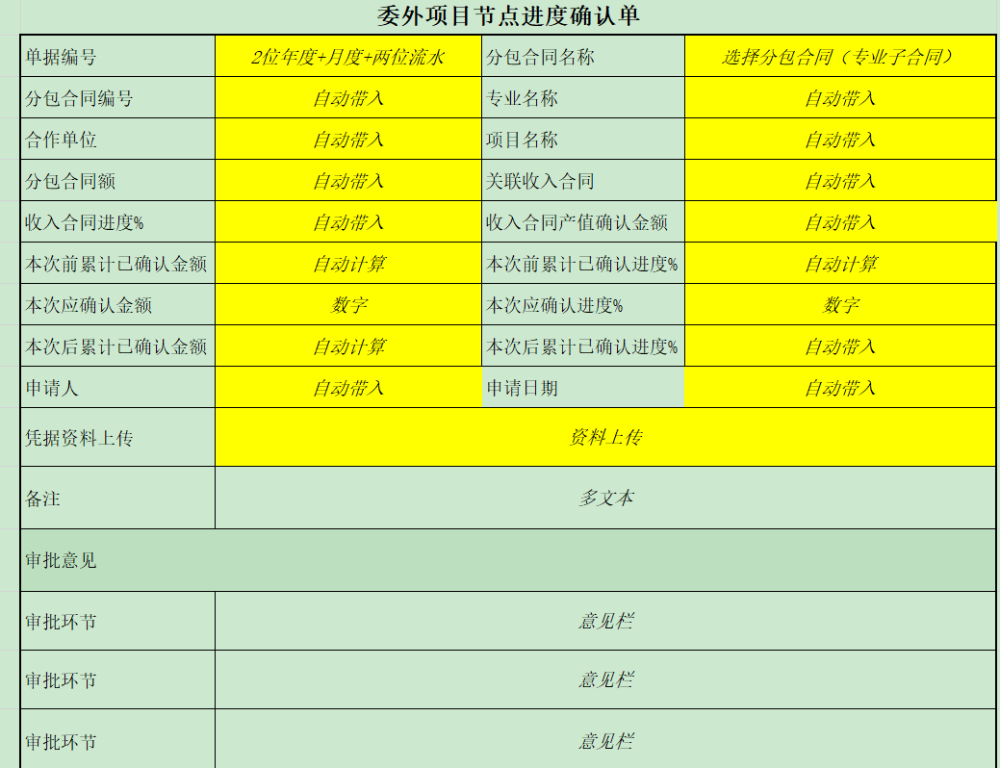 委外项目节点进度确认单
单据编号 2位年度+月度+两位流水 分包合同名称 选择分包合同（专业子合同）
分包合同编号 自动带入 专业名称 自动带入
合作单位 自动带入 项目名称 自动带入
分包合同额 自动带入 关联收入合同 自动带入
收入合同进度% 自动带入 收入合同产值确认金额 自动带入
本次前累计已确认金额 自动计算 本次前累计已确认进度% 自动计算
本次应确认金额 数字 本次应确认进度% 数字
本次后累计已确认金额 自动计算 本次后累计已确认进度% 自动带入
申请人 自动带入 申请日期 自动带入
凭据资料上传 资料上传
备注 多文本
审批意见
审批环节 意见栏
审批环节 意见栏
审批环节 意见栏